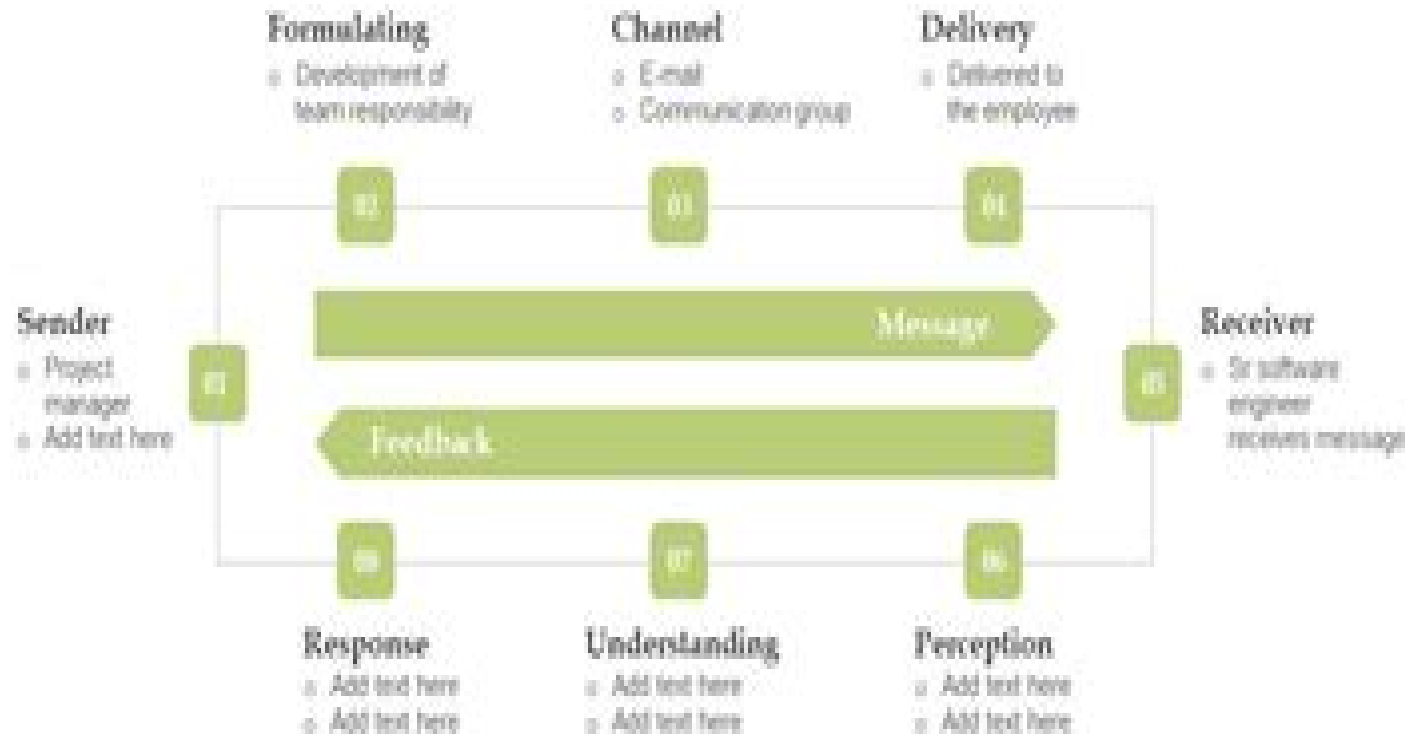 Formulating
Development of
team responsibility
Channel
E-mail
Communication group
Delivery
Delivered to
the employee
02
03
04
Sender
Project
manager
Add text here
01
Message
Feedback
05
Receiver
Sr software
engineer
receives message
08
07
06
Response
Add text here
Add text here
Understanding
Add text here
Add text here
Perception
Add text here
Add text here